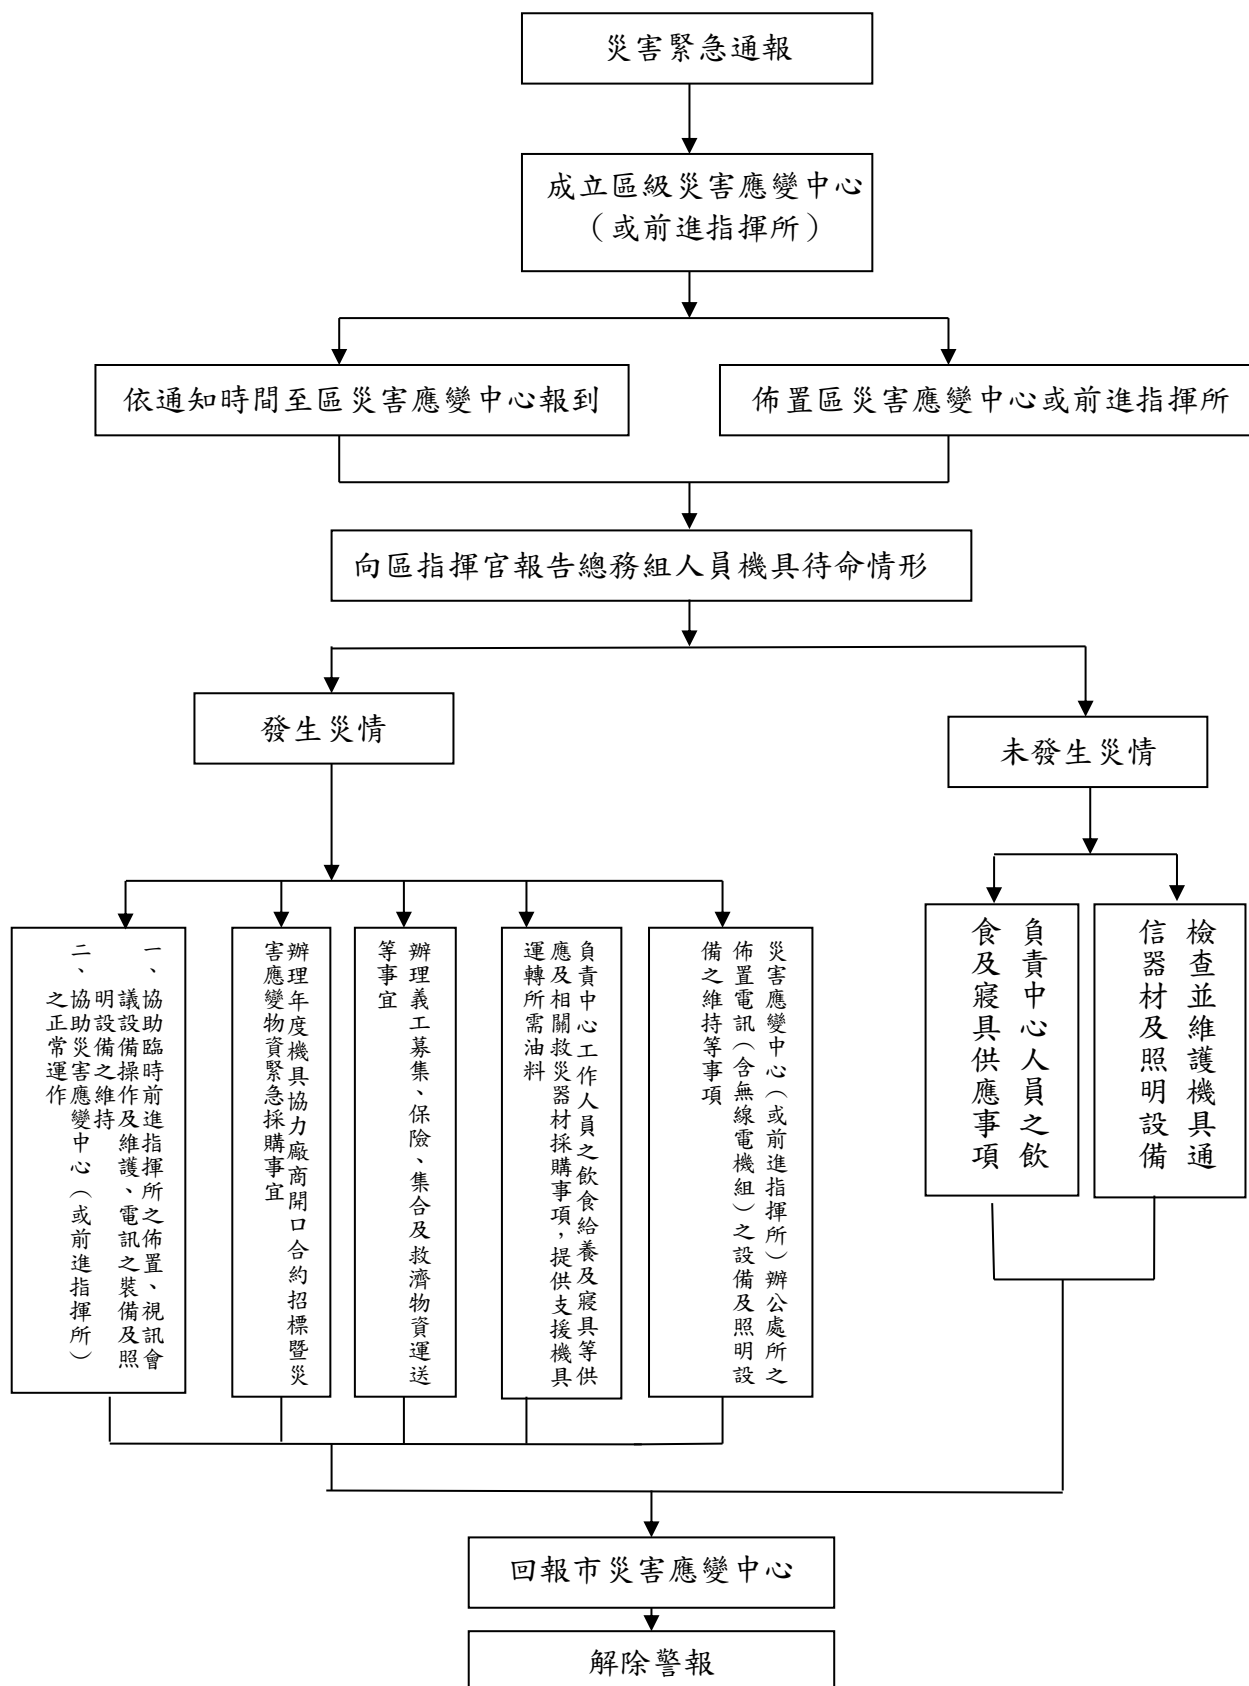 災害緊急通報
成立區級災害應變中心
（或前進指揮所）
依通知時間至區災害應變中心報到
佈置區災害應變中心或前進指揮所
向區指揮官報告總務組人員機具待命情形
發生災情
未發生災情
一、協助臨時前進指揮所之佈置、視訊會
議設備操作及維護、電訊之裝備及照
明設備之維持
二、協助災害應變中心（或前進指揮所）
之正常運作
辦理年度機具協力廠商開口合約招標暨災
害應變物資緊急採購事宜
辦理義工募集、保險、集合及救濟物資運送
等事宜
負責中心工作人員之飲食給養及寢具等供
應及相關救災器材採購事項，提供支援機具
運轉所需油料
災害應變中心（或前進指揮所）辦公處所之
佈置電訊（含無線電機組）之設備及照明設
備之維持等事項
負責中心人員之飲
食及寢具供應事項
檢查並維護機具通
信器材及照明設備
回報市災害應變中心
解除警報